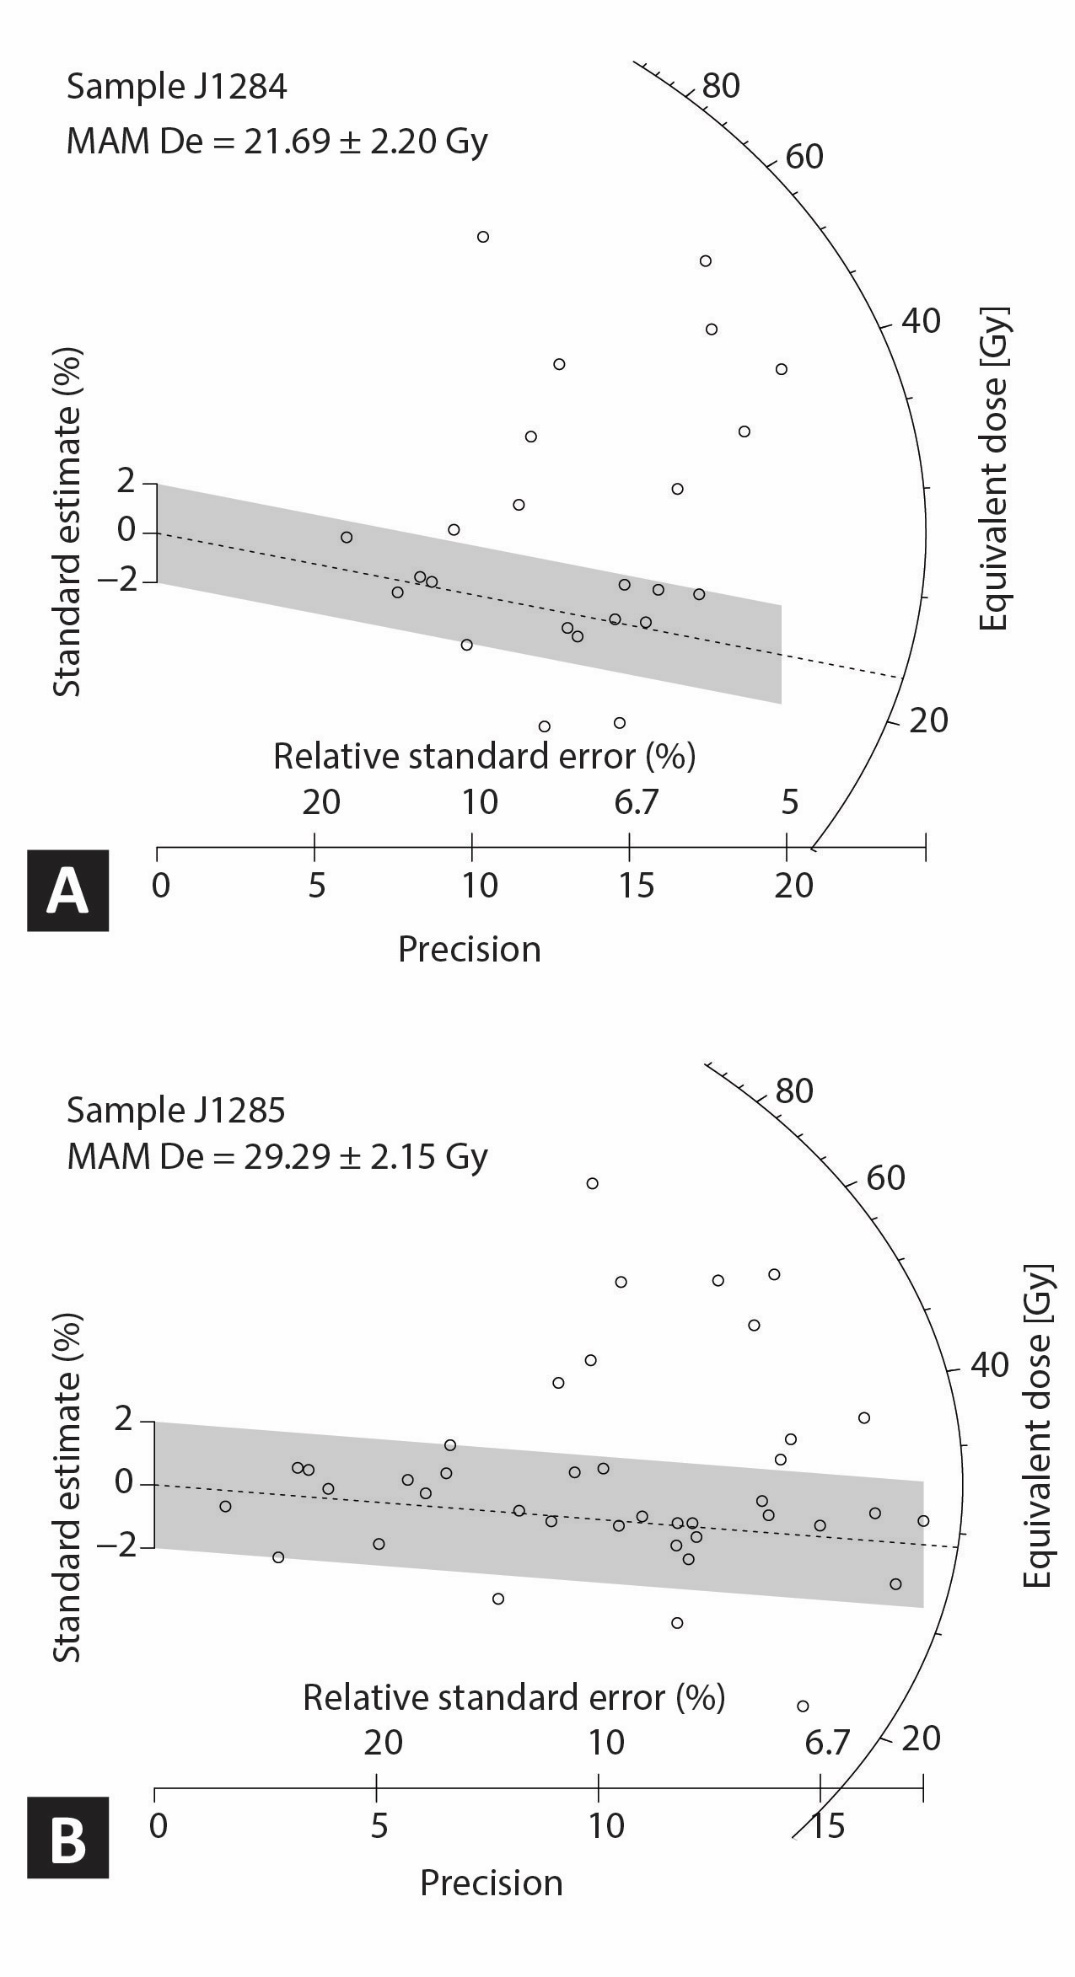 Sample J1284
MAM De = 21.69 ± 2.20 Gy
80
60
40
20
Equivalent dose [Gy]
Standard estimate (%)
2
0
−2
Relative standard error (%)
20 10 6.7 5
0 5 10 15 20
Precision
A
Sample J1285
MAM De = 29.29 ± 2.15 Gy
80
60
40
20
Equivalent dose [Gy]
Standard estimate (%)
2
0
−2
Relative standard error (%)
20 10 6.7
0 5 10 15
Precision
B